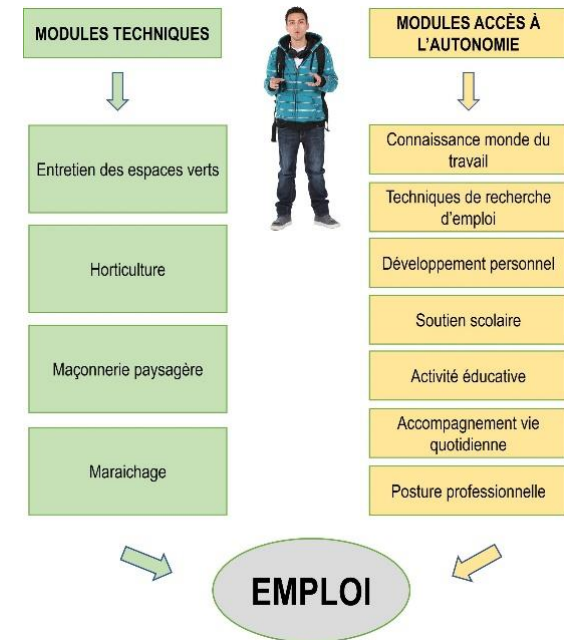 MODULES TECHNIQUES
Entretien des espaces verts
Horticulture
Maçonnerie paysagère
Maraichage
MODULES ACCÈS À
L’AUTONOMIE
Connaissance monde du
travail
Techniques de recherche
d’emploi
Développement personnel
Soutien scolaire
Activité éducative
Accompagnement vie
quotidienne
Posture professionnelle
EMPLOI